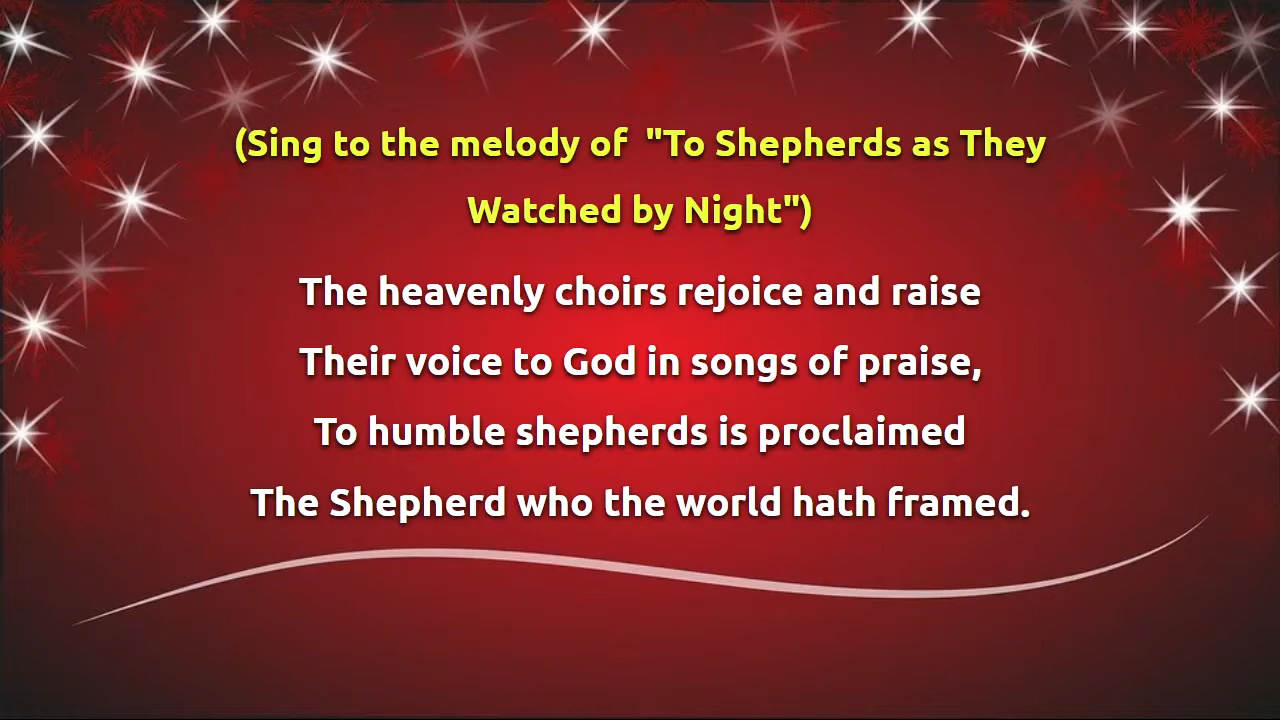 (Sing to the melody of  "To Shepherds as They
Watched by Night")
The heavenly choirs rejoice and raise
Their voice to God in songs of praise,
To humble shepherds is proclaimed
The Shepherd who the world hath framed.